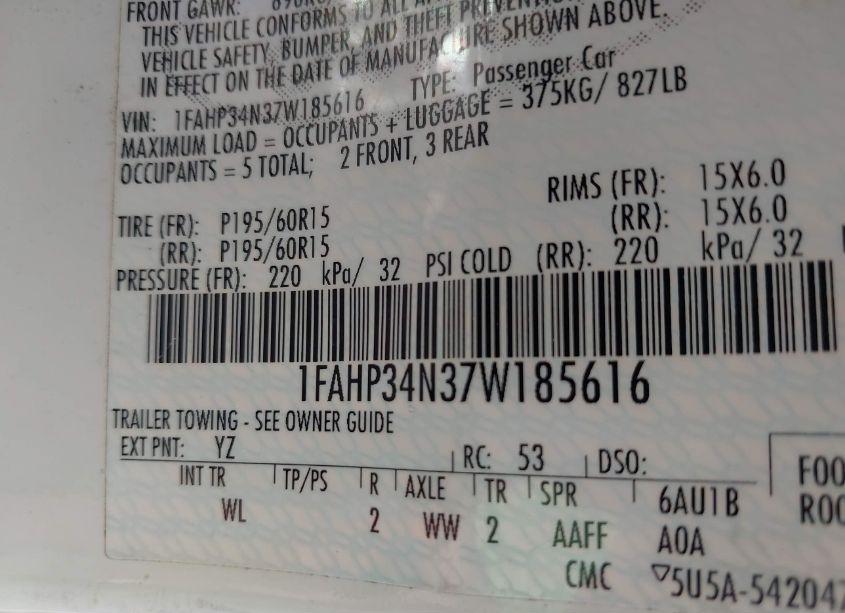 FRONT GAWR:
THIS VEHICLE CONFORMS TO ALL
VEHICLE SAFETY, BUMPER, AND THEFT PREVENTION
IN EFFECT ON THE DATE OF MANUFACTURE SHOWN ABOVE.
VIN: 1FAHP34N37W185616 TYPE: Passenger Car
MAXIMUM LOAD = OCCUPANTS + LUGGAGE = 375KG/ 827LB
OCCUPANTS = 5 TOTAL; 2 FRONT, 3 REAR
TIRE (FR): P195/60R15 RIMS (FR): 15X6.0
(RR): P195/60R15 (RR): 15X6.0
PRESSURE (FR): 220 kPa/ 32 PSI COLD (RR): 220 kPa/ 32
1FAHP34N37W185616
TRAILER TOWING - SEE OWNER GUIDE
EXT PNT: YZ RC: 53 DSO:
INT TR TP/PS R AXLE TR SPR 6AU1B
WL 2 WW 2 AAFF A0A
CMC ▽5U5A-54204